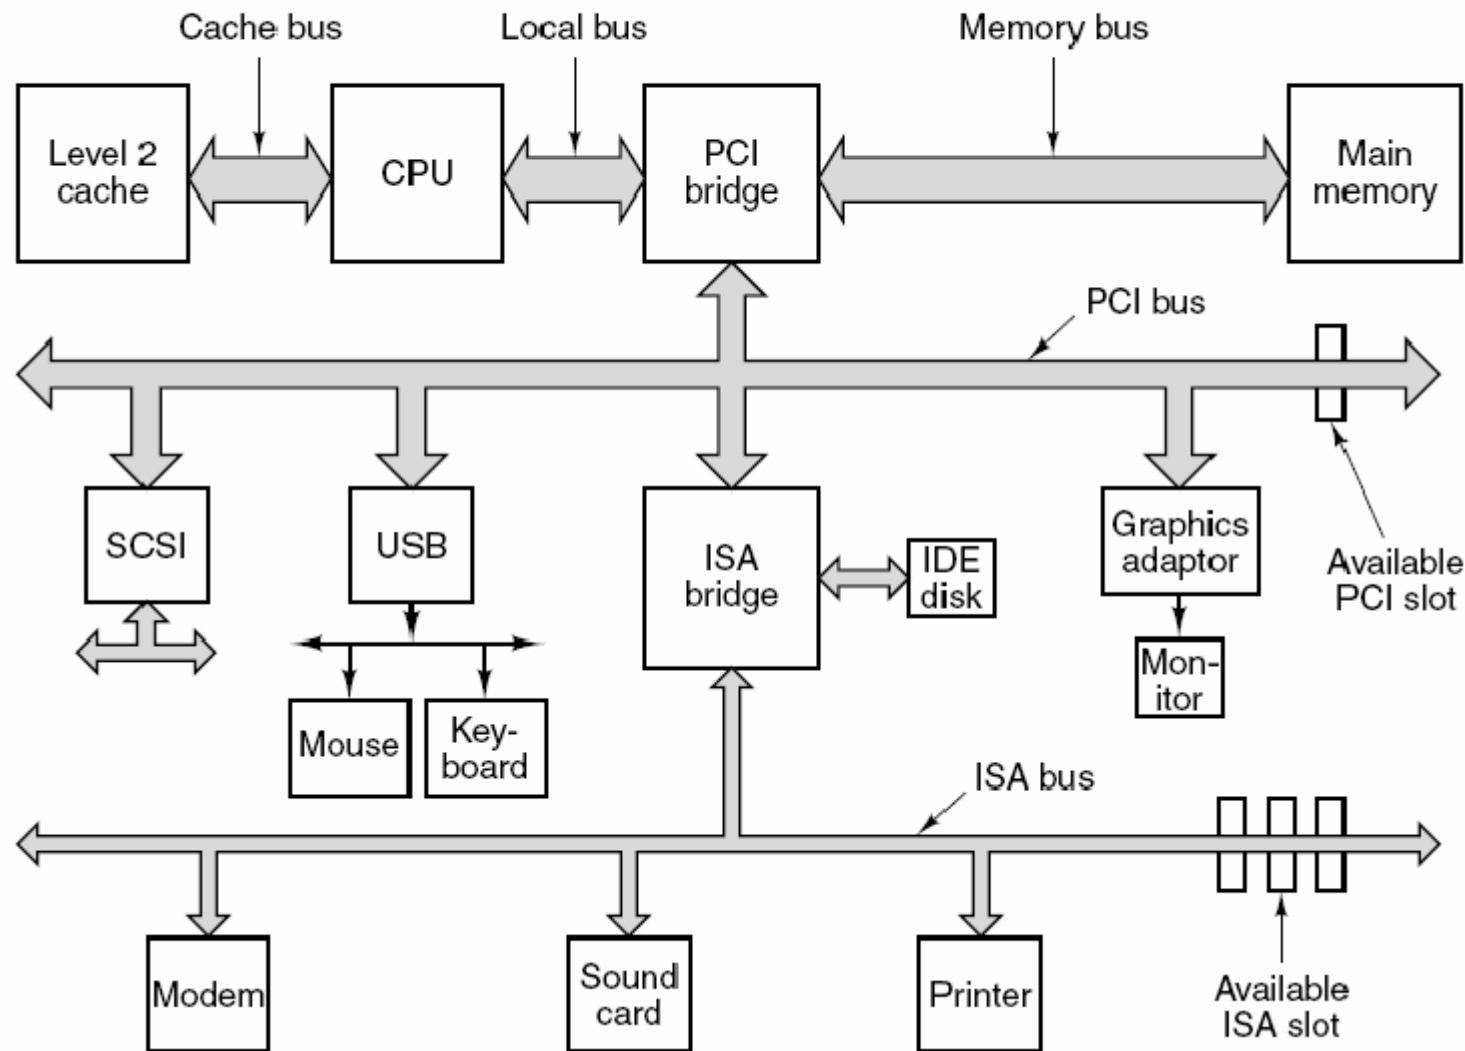 Cache bus
Local bus
Memory bus
Level 2
cache
CPU
PCI
bridge
Main
memory
PCI bus
SCSI
USB
ISA
bridge
IDE
disk
Graphics
adaptor
Available
PCI slot
Mon-
itor
Mouse
Key-
board
ISA bus
Modem
Sound
card
Printer
Available
ISA slot